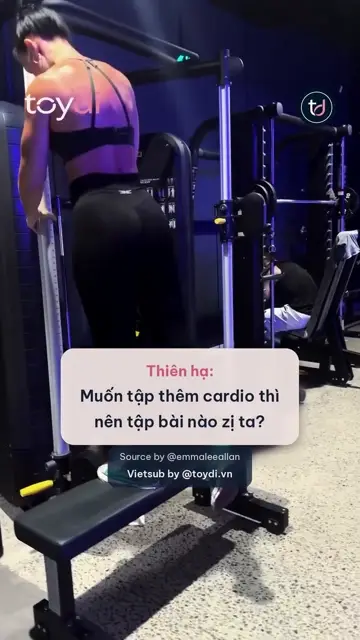 toydi
td
Thiên hạ:
Muốn tập thêm cardio thì
nên tập bài nào zị ta?
Source by @emmaleeallan
Vietsub by @toydi.vn